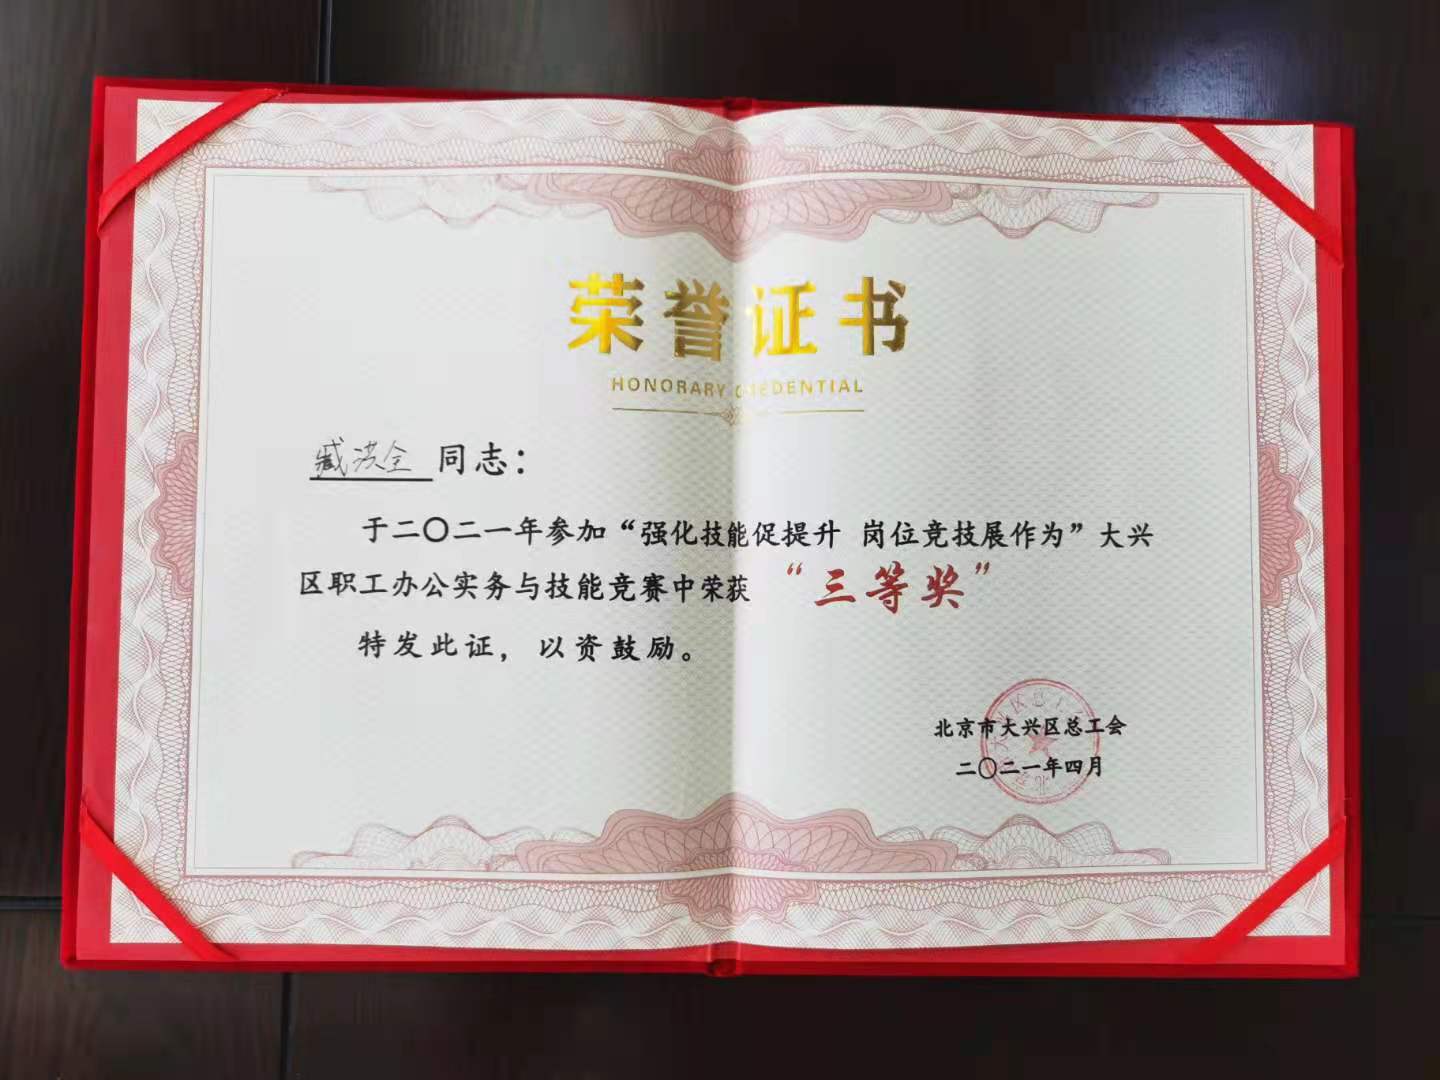 荣誉证书
HONORARY CREDENTIAL
臧洪全 同志：
于二〇二一年参加“强化技能促提升 岗位竞技展作为”大兴
区职工办公实务与技能竞赛中荣获 “三等奖”
特发此证，以资鼓励。
北京市大兴区总工会
二〇二一年四月